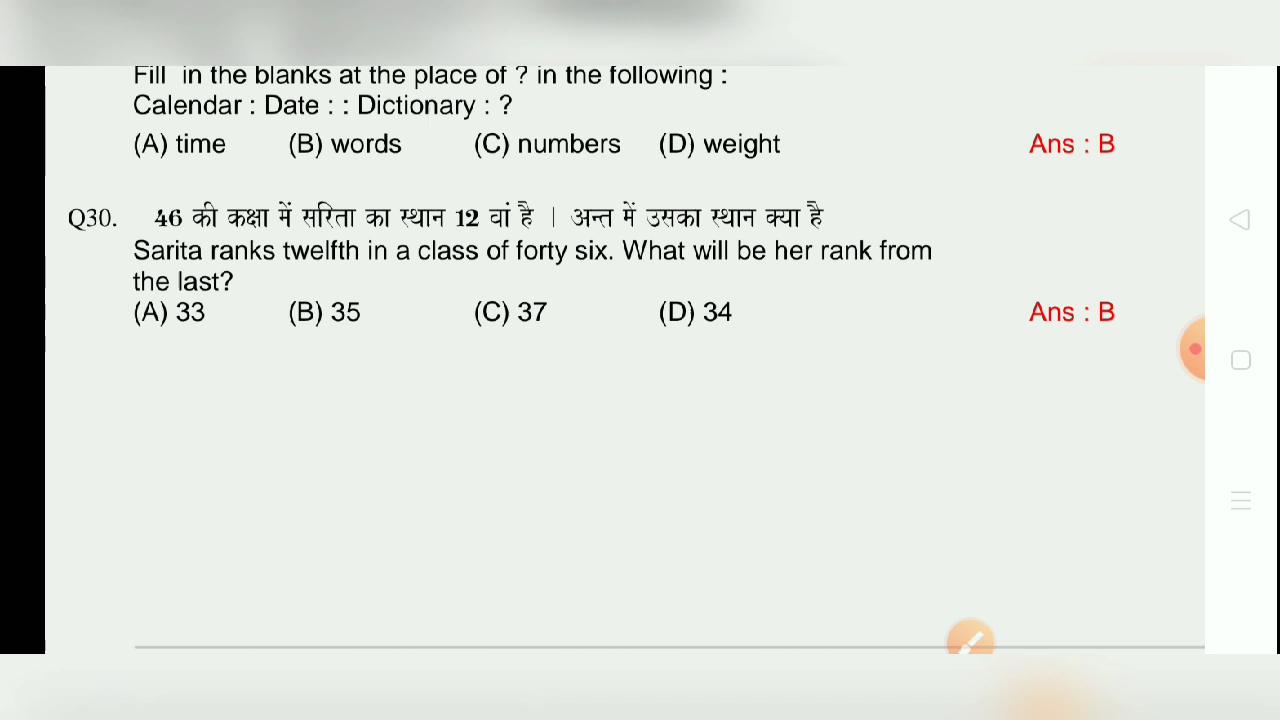 Fill in the blanks at the place of ? in the following :
Calendar : Date : : Dictionary : ?
(A) time (B) words (C) numbers (D) weight Ans : B
Q30. 46 की कक्षा में सरिता का स्थान 12 वां है | अन्त में उसका स्थान क्या है
Sarita ranks twelfth in a class of forty six. What will be her rank from
the last?
(A) 33 (B) 35 (C) 37 (D) 34 Ans : B